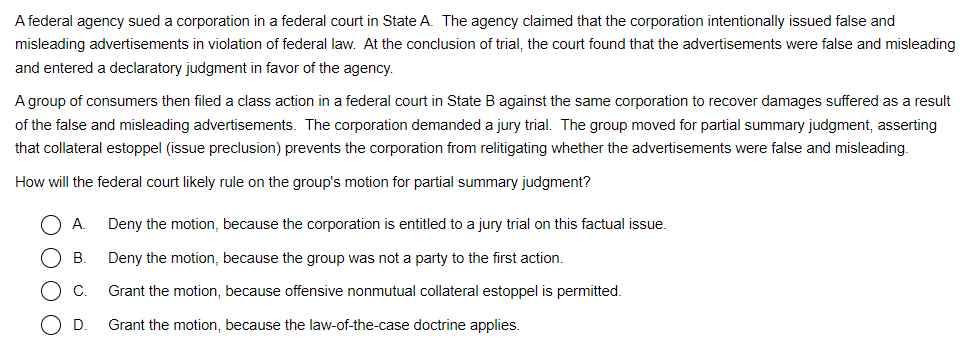 A federal agency sued a corporation in a federal court in State A.  The agency claimed that the corporation intentionally issued false and
misleading advertisements in violation of federal law.  At the conclusion of trial, the court found that the advertisements were false and misleading
and entered a declaratory judgment in favor of the agency.
A group of consumers then filed a class action in a federal court in State B against the same corporation to recover damages suffered as a result
of the false and misleading advertisements.  The corporation demanded a jury trial.  The group moved for partial summary judgment, asserting
that collateral estoppel (issue preclusion) prevents the corporation from relitigating whether the advertisements were false and misleading.
How will the federal court likely rule on the group's motion for partial summary judgment?
A. Deny the motion, because the corporation is entitled to a jury trial on this factual issue.
B. Deny the motion, because the group was not a party to the first action.
C. Grant the motion, because offensive nonmutual collateral estoppel is permitted.
D. Grant the motion, because the law-of-the-case doctrine applies.